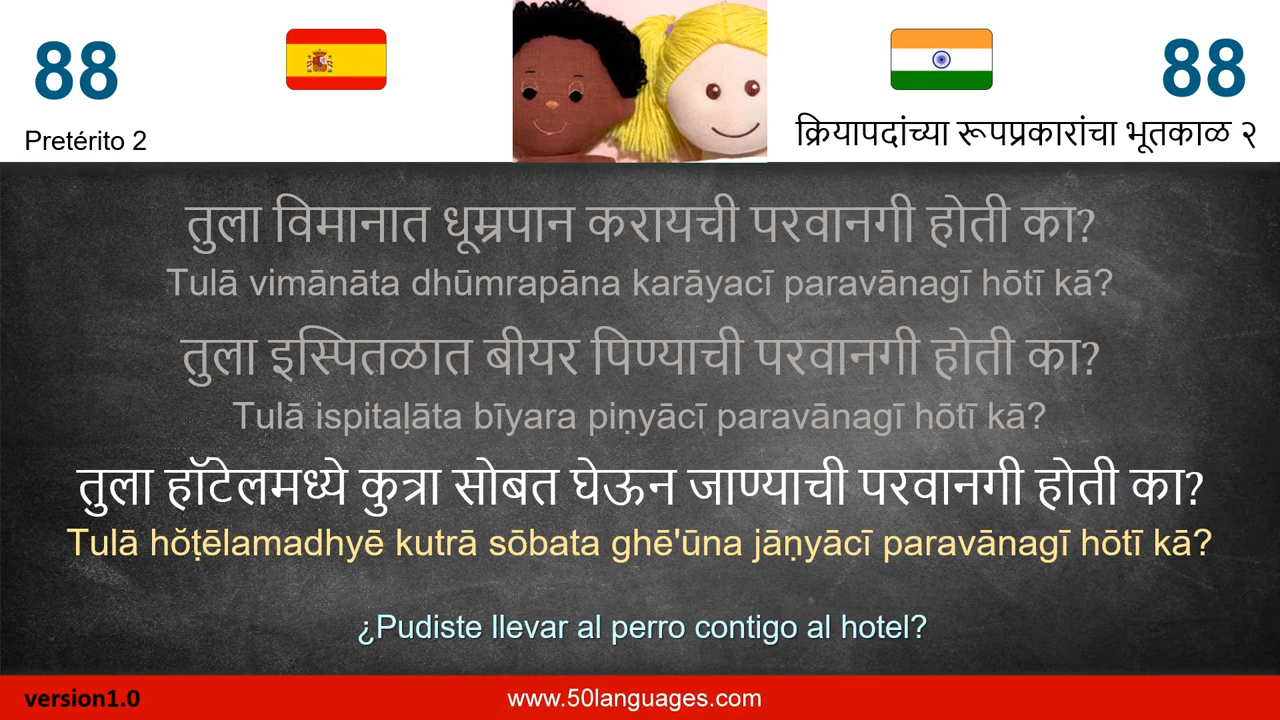 88
88
Pretérito 2
क्रियापदांच्या रूपप्रकारांचा भूतकाळ २
तुला विमानात धूम्रपान करायची परवानगी होती का?
Tulā vimānāta dhūmrapāna karāyacī paravānagī hōtī kā?
तुला इस्पितळात बीयर पिण्याची परवानगी होती का?
Tulā ispitaḷāta bīyara piṇyācī paravānagī hōtī kā?
तुला हॉटेलमध्ये कुत्रा सोबत घेऊन जाण्याची परवानगी होती का?
Tulā hŏṭēlamadhyē kutrā sōbata ghē'ūna jāṇyācī paravānagī hōtī kā?
¿Pudiste llevar al perro contigo al hotel?
version1.0
www.50languages.com